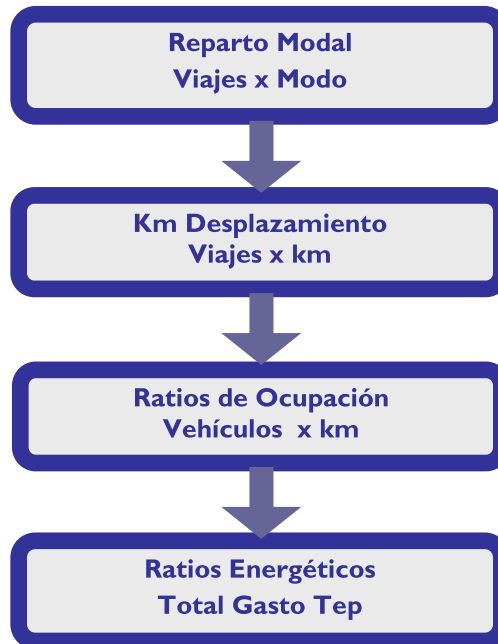 Reparto Modal
Viajes x Modo
Km Desplazamiento
Viajes x km
Ratios de Ocupación
Vehículos x km
Ratios Energéticos
Total Gasto Tep